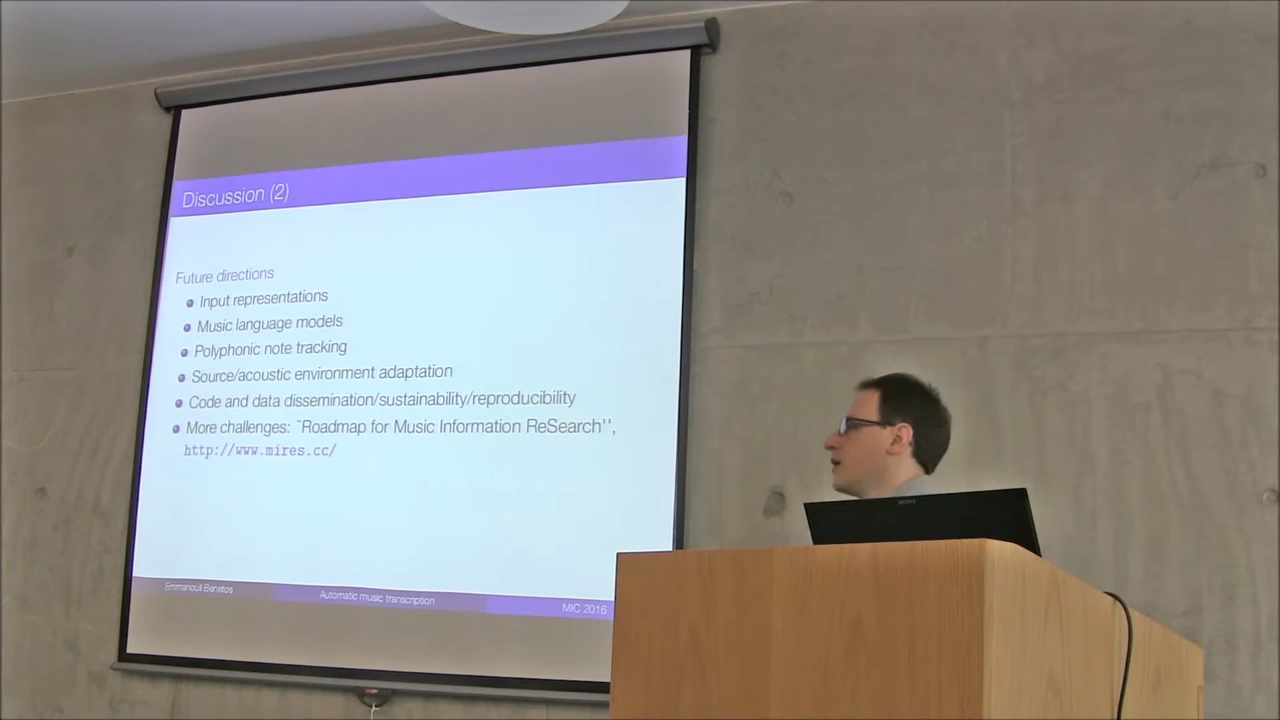 Discussion (2)
Future directions
Input representations
Music language models
Polyphonic note tracking
Source/acoustic environment adaptation
Code and data dissemination/sustainability/reproducibility
More challenges: ``Roadmap for Music Information ReSearch'',
http://www.mires.cc/
Emmanouil Benetos
Automatic music transcription
MIC 2016
SONY